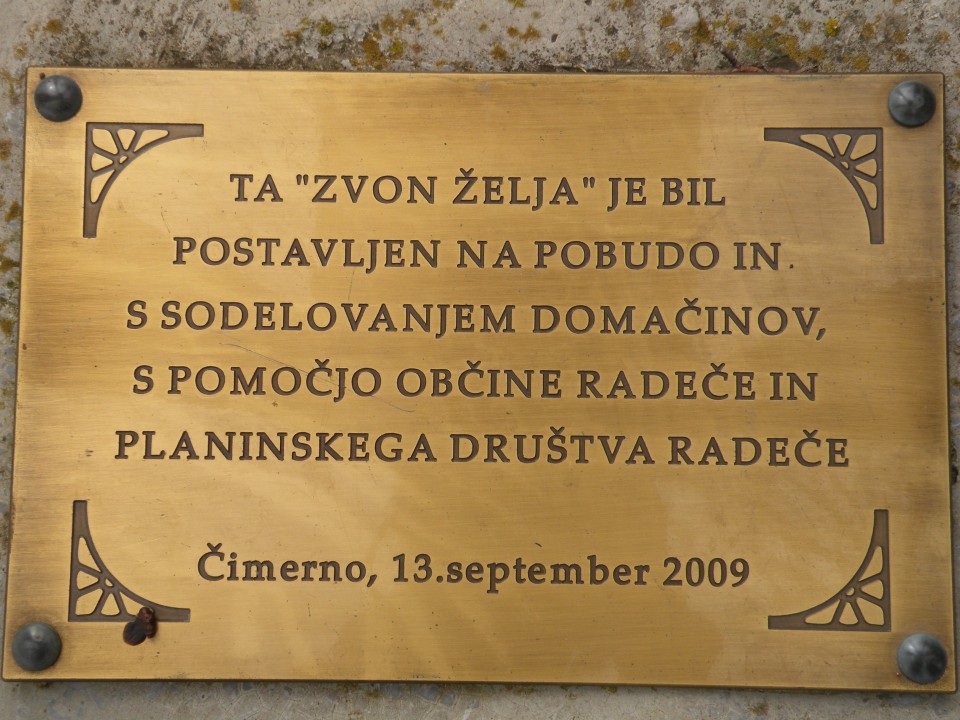 TA "ZVON ŽELJA" JE BIL
POSTAVLJEN NA POBUDO IN
S SODELOVANJEM DOMAČINOV,
S POMOČJO OBČINE RADEČE IN
PLANINSKEGA DRUŠTVA RADEČE
Čimerno, 13.september 2009